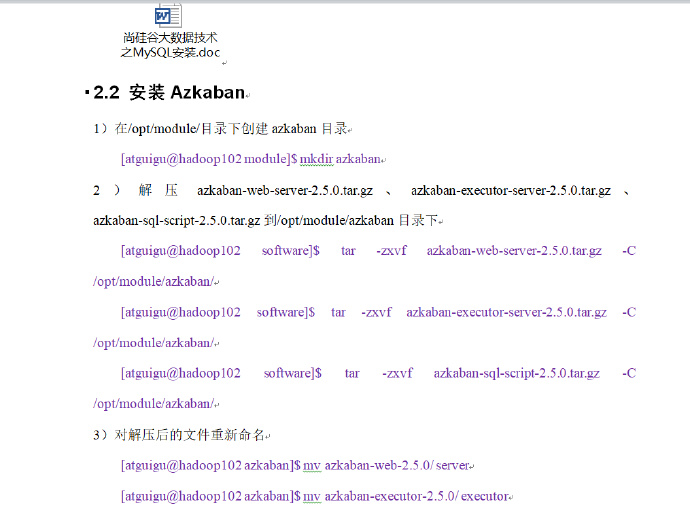 尚硅谷大数据技术
之MySQL安装.doc
2.2 安装 Azkaban
1）在/opt/module/目录下创建 azkaban 目录
[atguigu@hadoop102 module]$ mkdir azkaban
2）解压 azkaban-web-server-2.5.0.tar.gz 、 azkaban-executor-server-2.5.0.tar.gz 、
azkaban-sql-script-2.5.0.tar.gz 到/opt/module/azkaban 目录下
[atguigu@hadoop102 software]$ tar -zxvf azkaban-web-server-2.5.0.tar.gz -C
/opt/module/azkaban/
[atguigu@hadoop102 software]$ tar -zxvf azkaban-executor-server-2.5.0.tar.gz -C
/opt/module/azkaban/
[atguigu@hadoop102 software]$ tar -zxvf azkaban-sql-script-2.5.0.tar.gz -C
/opt/module/azkaban/
3）对解压后的文件重新命名
[atguigu@hadoop102 azkaban]$ mv azkaban-web-2.5.0/ server
[atguigu@hadoop102 azkaban]$ mv azkaban-executor-2.5.0/ executor